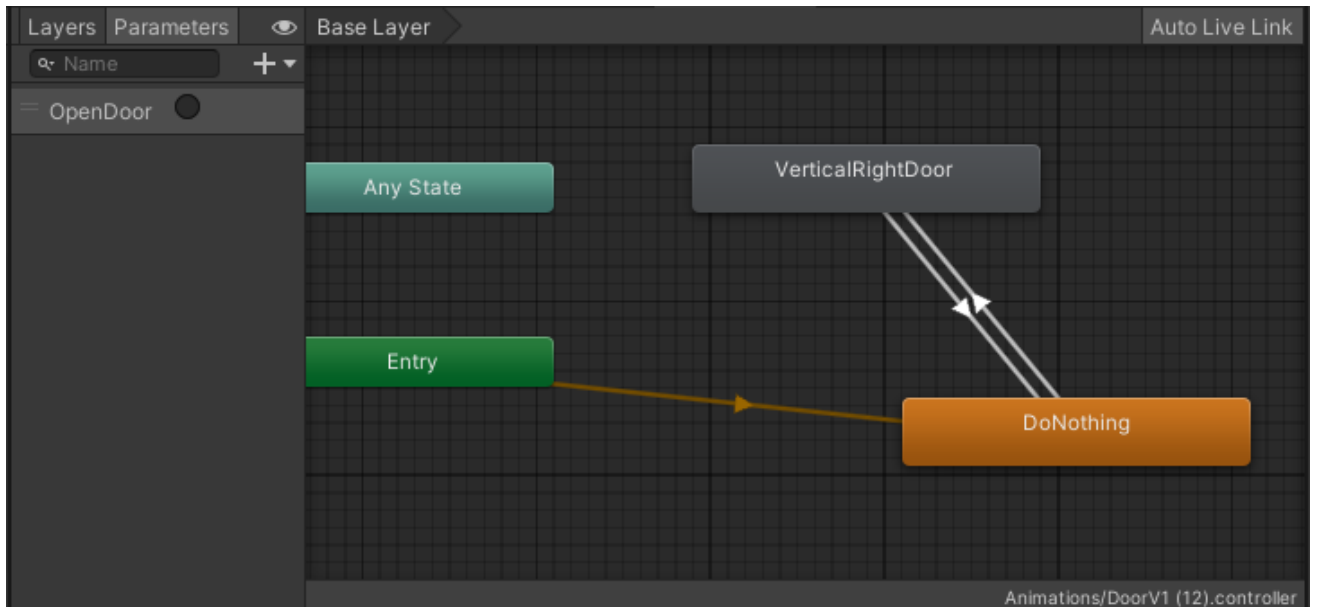 Layers Parameters Base Layer Auto Live Link
Name
OpenDoor
VerticalRightDoor
Any State
Entry
DoNothing
Animations/DoorV1 (12).controller